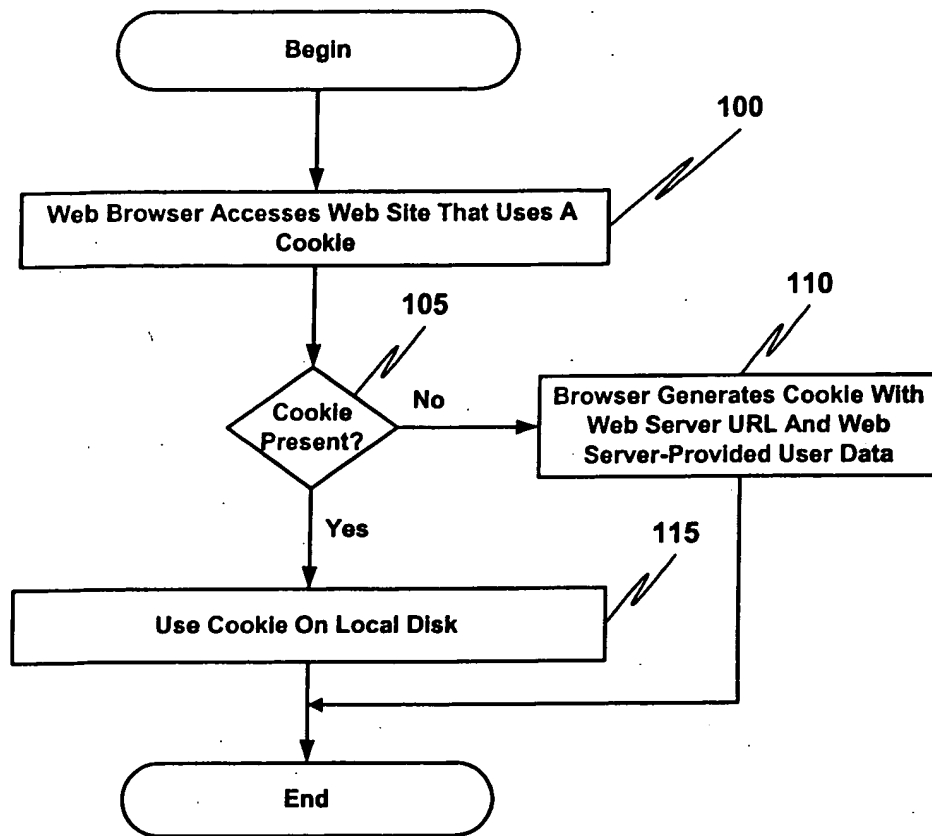 Begin
100
Web Browser Accesses Web Site That Uses A
Cookie
105
110
Cookie
Present?
No
Browser Generates Cookie With
Web Server URL And Web
Server-Provided User Data
Yes
115
Use Cookie On Local Disk
End